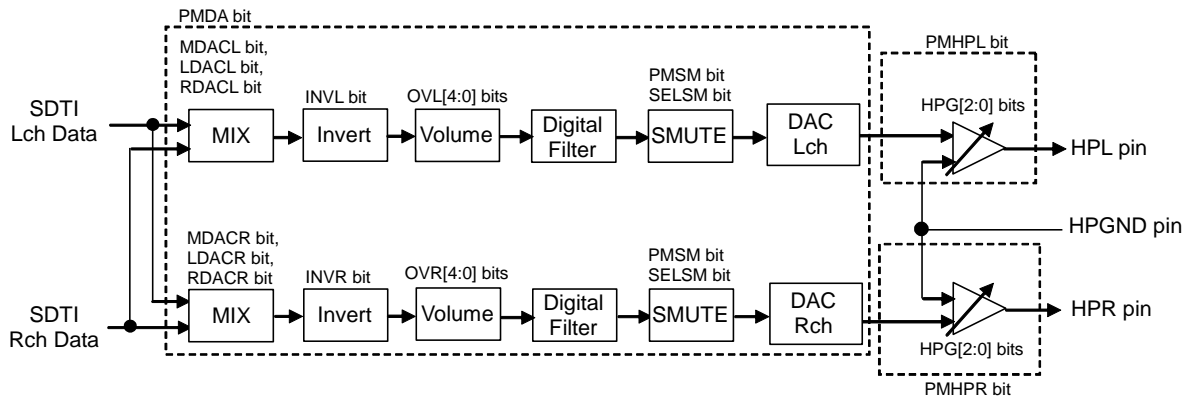 PMDA bit
MDACL bit,
LDACL bit,
RDACL bit
INVL bit
OVL[4:0] bits
PMSM bit
SELSM bit
PMHPL bit
HPG[2:0] bits
SDTI
Lch Data
MIX
Invert
Volume
Digital
Filter
SMUTE
DAC
Lch
HPL pin
HPGND pin
MDACR bit,
LDACR bit,
RDACR bit
INVR bit
OVR[4:0] bits
PMSM bit
SELSM bit
SDTI
Rch Data
MIX
Invert
Volume
Digital
Filter
SMUTE
DAC
Rch
HPR pin
HPG[2:0] bits
PMHPR bit